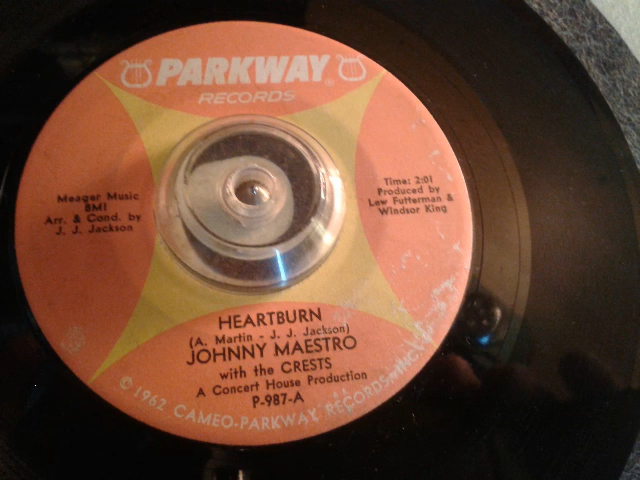 PARKWAY
RECORDS
Meager Music
BMI
Arr. & Cond. by
J. J. Jackson
Time: 2:01
Produced by
Lew Futterman &
Windsor King
HEARTBURN
(A. Martin - J. J. Jackson)
JOHNNY MAESTRO
with the CRESTS
A Concert House Production
P-987-A
© 1962 CAMEO-PARKWAY RECORDS, INC.